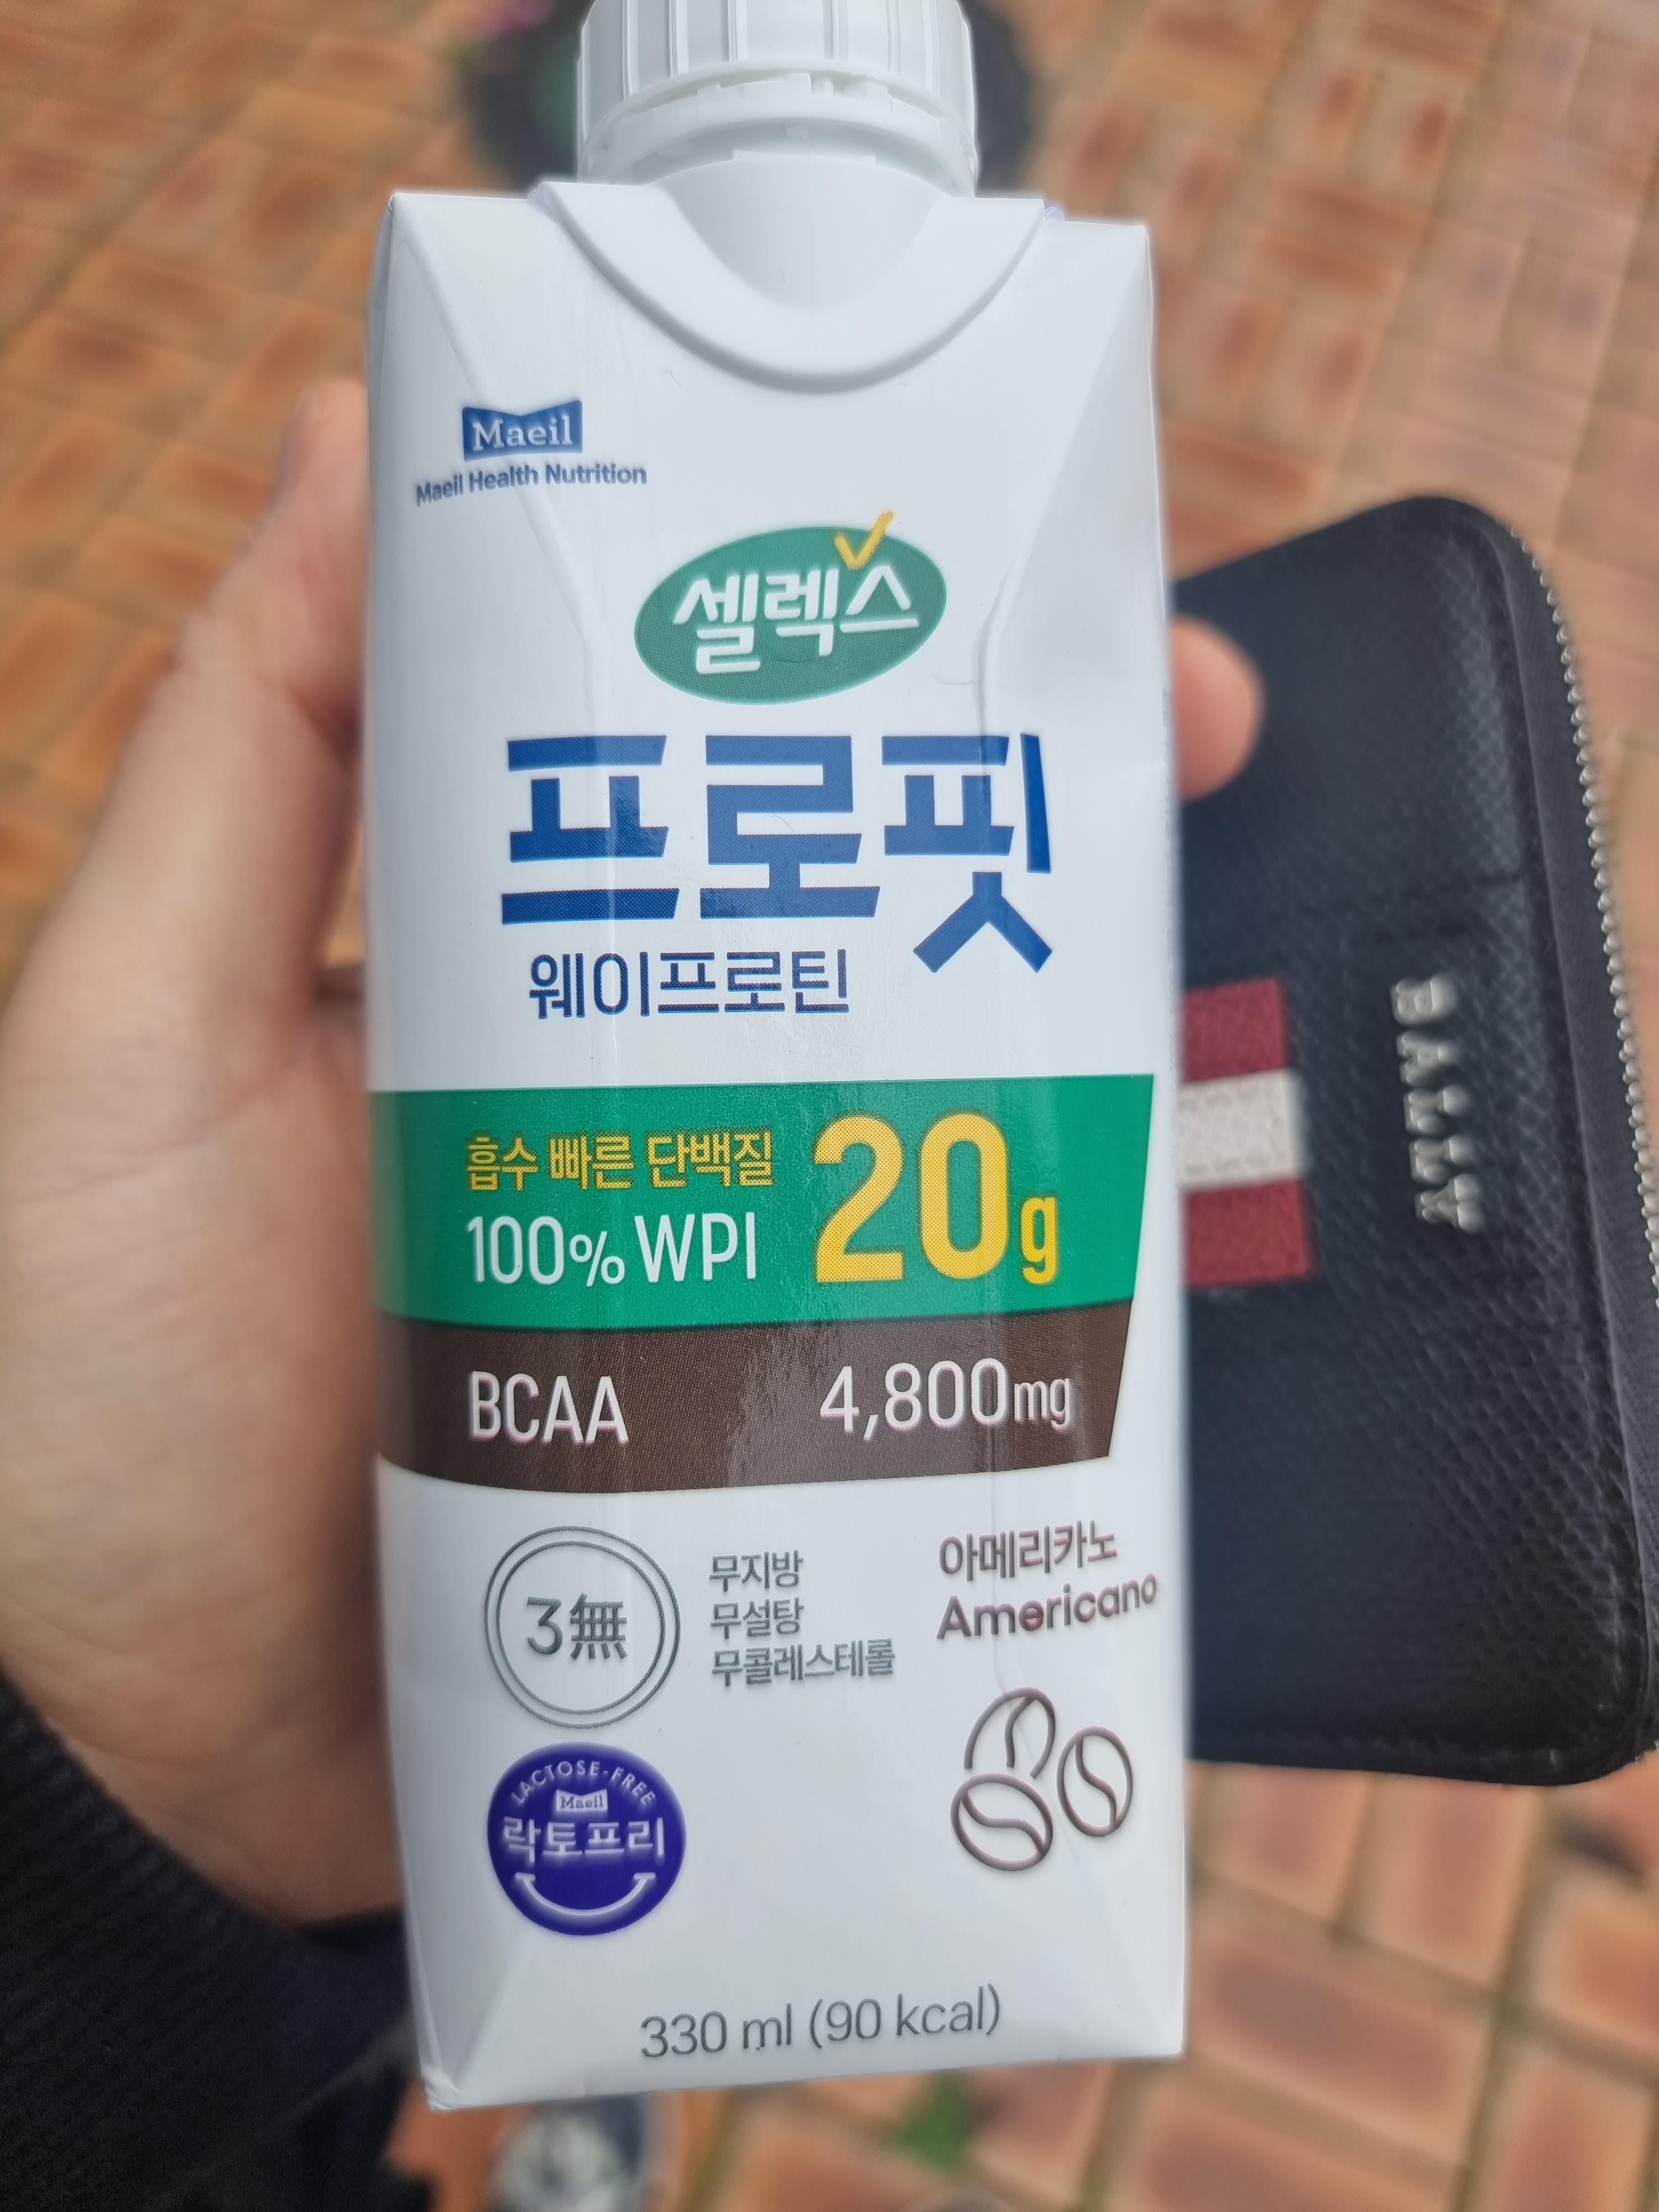 Maeil
Maeil Health Nutrition
셀렉스
프로핏
웨이프로틴
흡수 빠른 단백질
100% WPI
20g
BCAA 4,800mg
3無
무지방
무설탕
무콜레스테롤
아메리카노
Americano
LACTOSE-FREE
Maeil
락토프리
330 ml (90 kcal)
BALLY